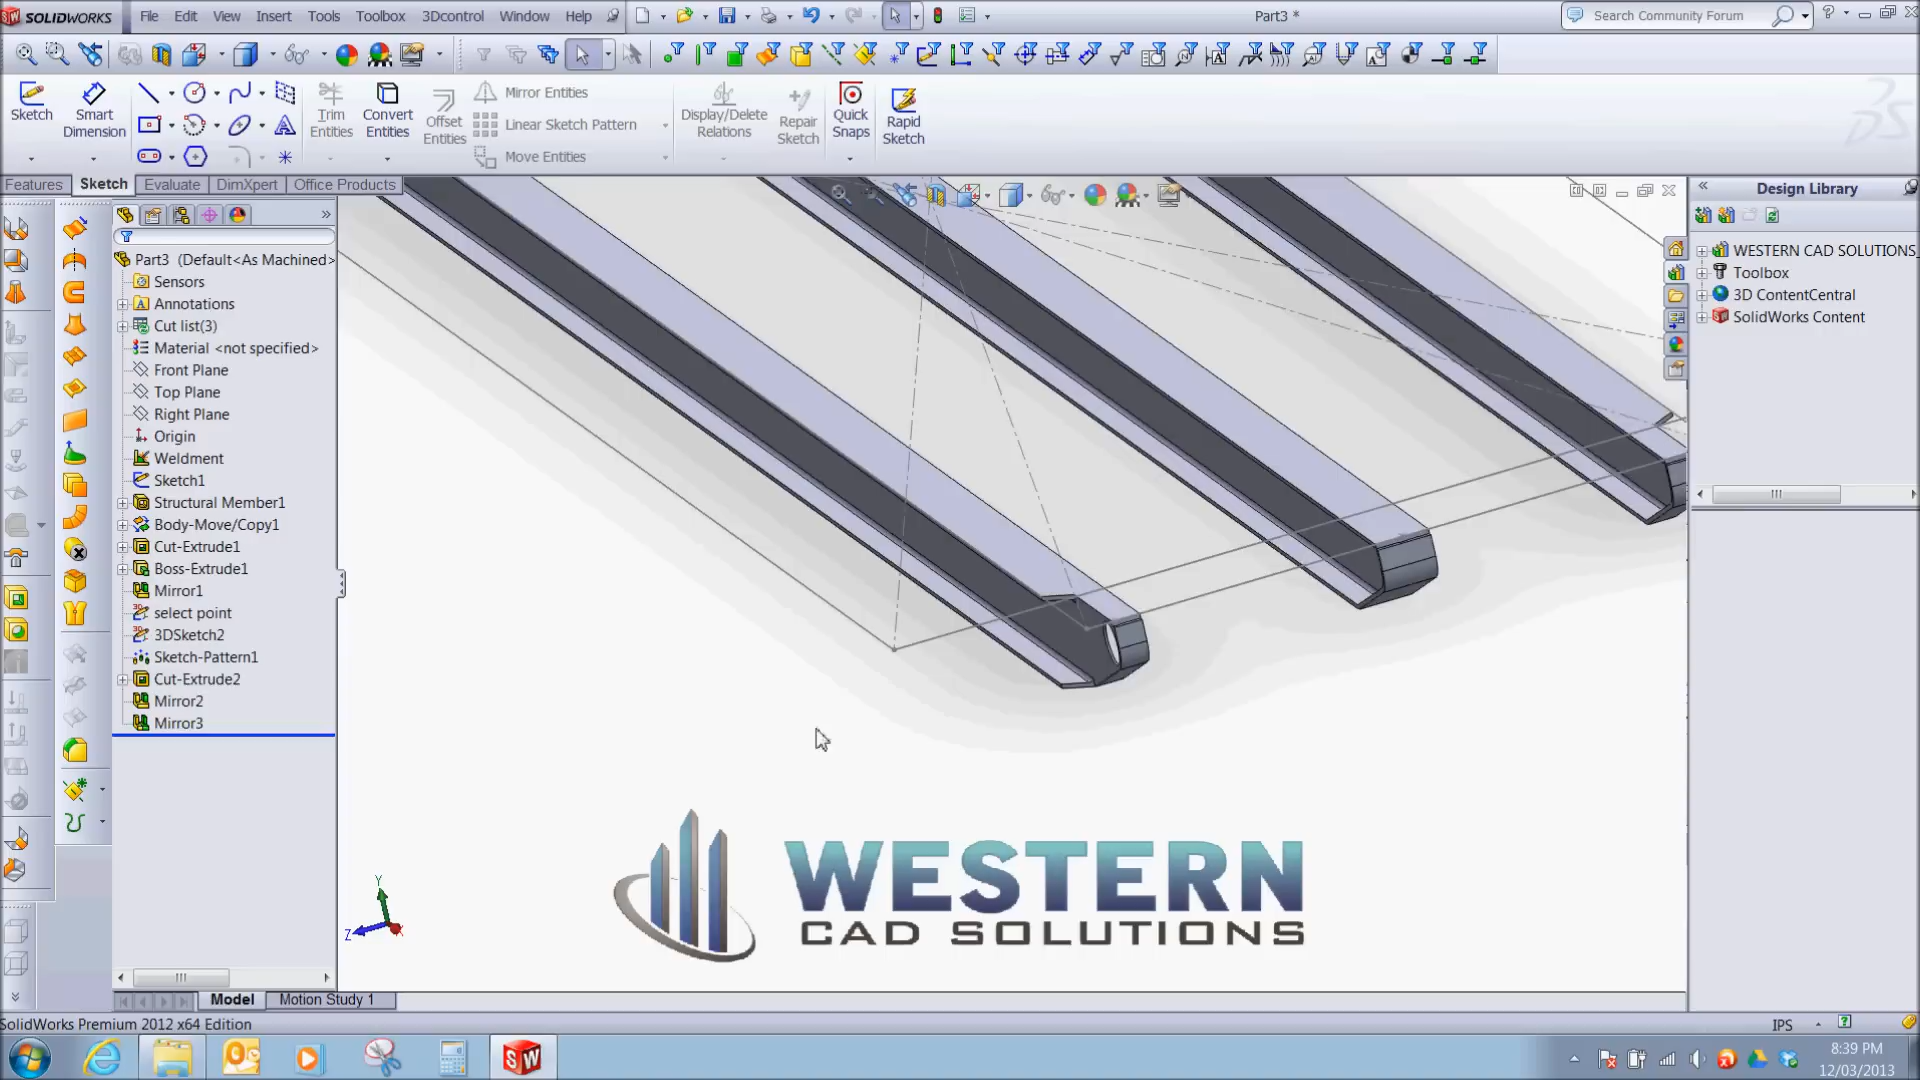 SOLIDWORKS File Edit View Insert Tools Toolbox 3Dcontrol Window Help Part3 * Search Community Forum
Sketch Smart Dimension Trim Entities Convert Entities Offset Entities Mirror Entities Linear Sketch Pattern Move Entities Display/Delete Relations Repair Sketch Quick Snaps Rapid Sketch
Features Sketch Evaluate DimXpert Office Products
Design Library
WESTERN CAD SOLUTIONS
Toolbox
3D ContentCentral
SolidWorks Content
Part3 (Default<As Machined>
Sensors
Annotations
Cut list(3)
Material <not specified>
Front Plane
Top Plane
Right Plane
Origin
Weldment
Sketch1
Structural Member1
Body-Move/Copy1
Cut-Extrude1
Boss-Extrude1
Mirror1
select point
3DSketch2
Sketch-Pattern1
Cut-Extrude2
Mirror2
Mirror3
Y
Z
X
WESTERN
CAD SOLUTIONS
Model Motion Study 1
SolidWorks Premium 2012 x64 Edition IPS
8:39 PM
12/03/2013